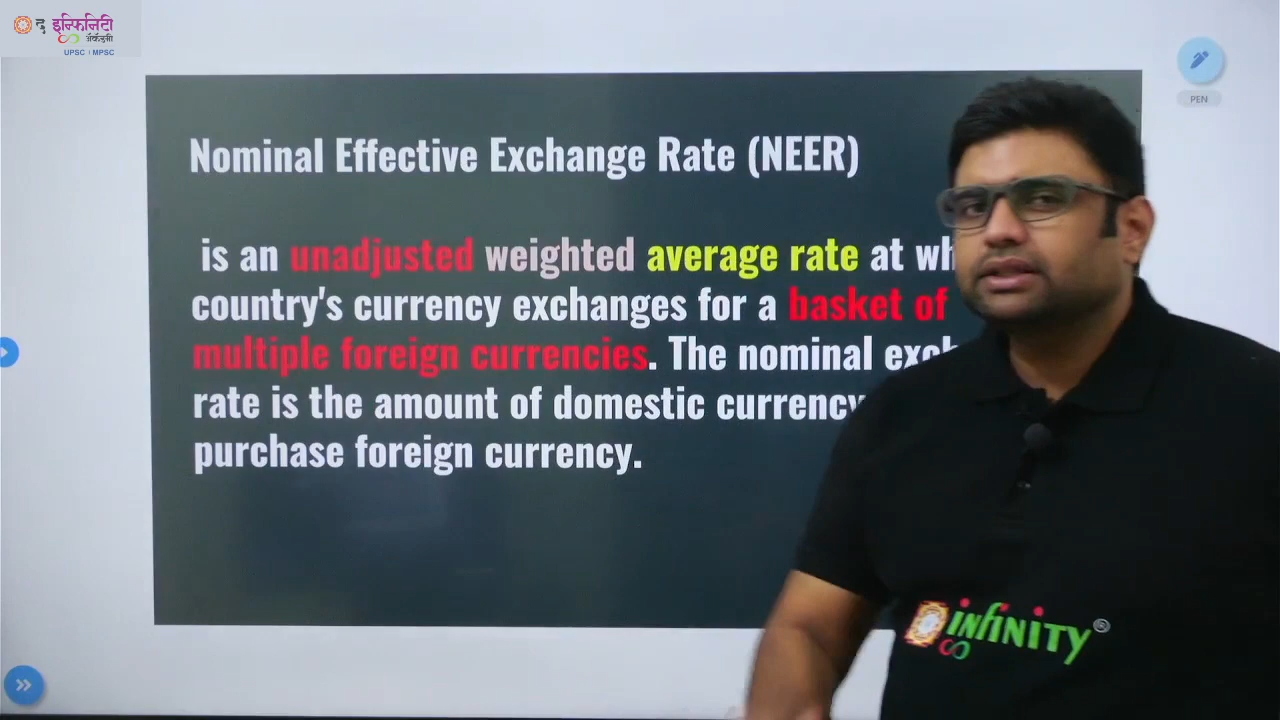 द इन्फिनिटी
अ‍ॅकॅडमी
UPSC | MPSC
PEN
Nominal Effective Exchange Rate (NEER)
is an unadjusted weighted average rate at
country's currency exchanges for a basket of
multiple foreign currencies. The nominal
rate is the amount of domestic currency
purchase foreign currency.
infinity®